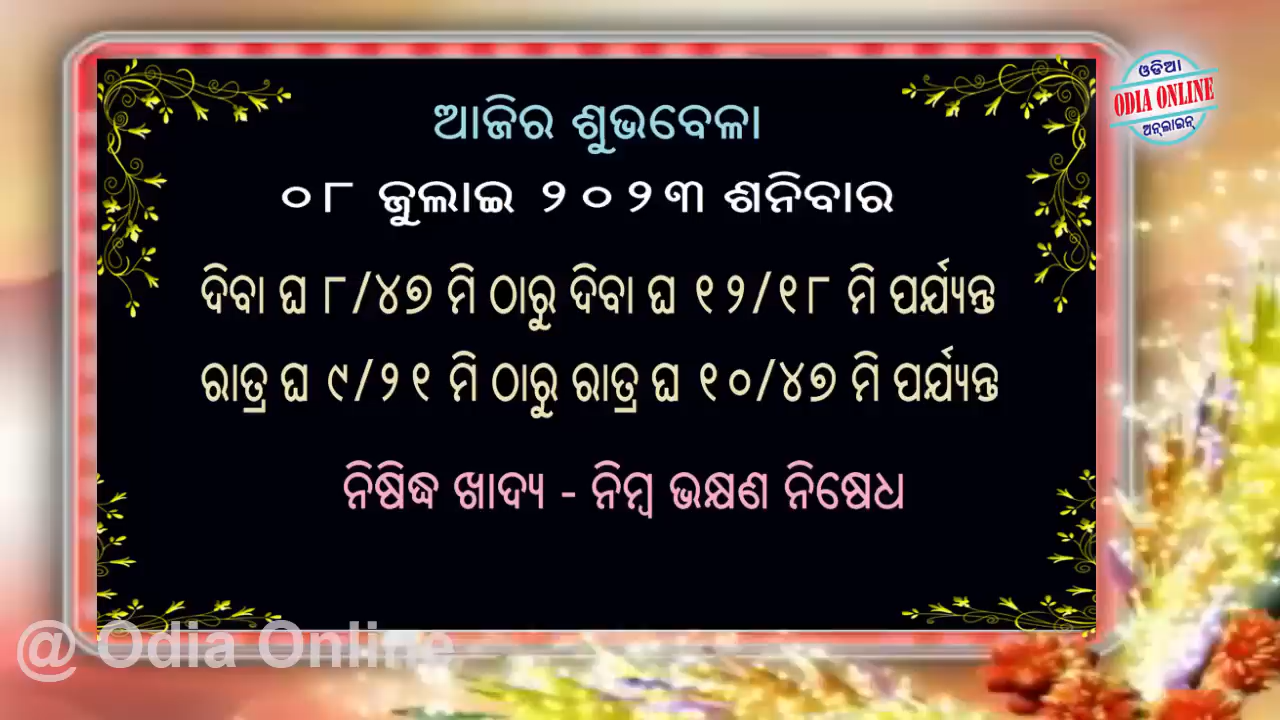 ଆଜିର ଶୁଭବେଳା
୦୮ ଜୁଲାଇ ୨୦୨୩ ଶନିବାର
ଦିବା ଘ ୮/୪୭ ମି ଠାରୁ ଦିବା ଘ ୧୨/୧୮ ମି ପର୍ଯ୍ୟନ୍ତ
ରାତ୍ର ଘ ୯/୨୧ ମି ଠାରୁ ରାତ୍ର ଘ ୧୦/୪୭ ମି ପର୍ଯ୍ୟନ୍ତ
ନିଷିଦ୍ଧ ଖାଦ୍ୟ - ନିମ୍ବ ଭକ୍ଷଣ ନିଷେଧ
ଓଡିଆ
ODIA ONLINE
ଅନ୍‌ଲାଇନ୍
@ Odia Online